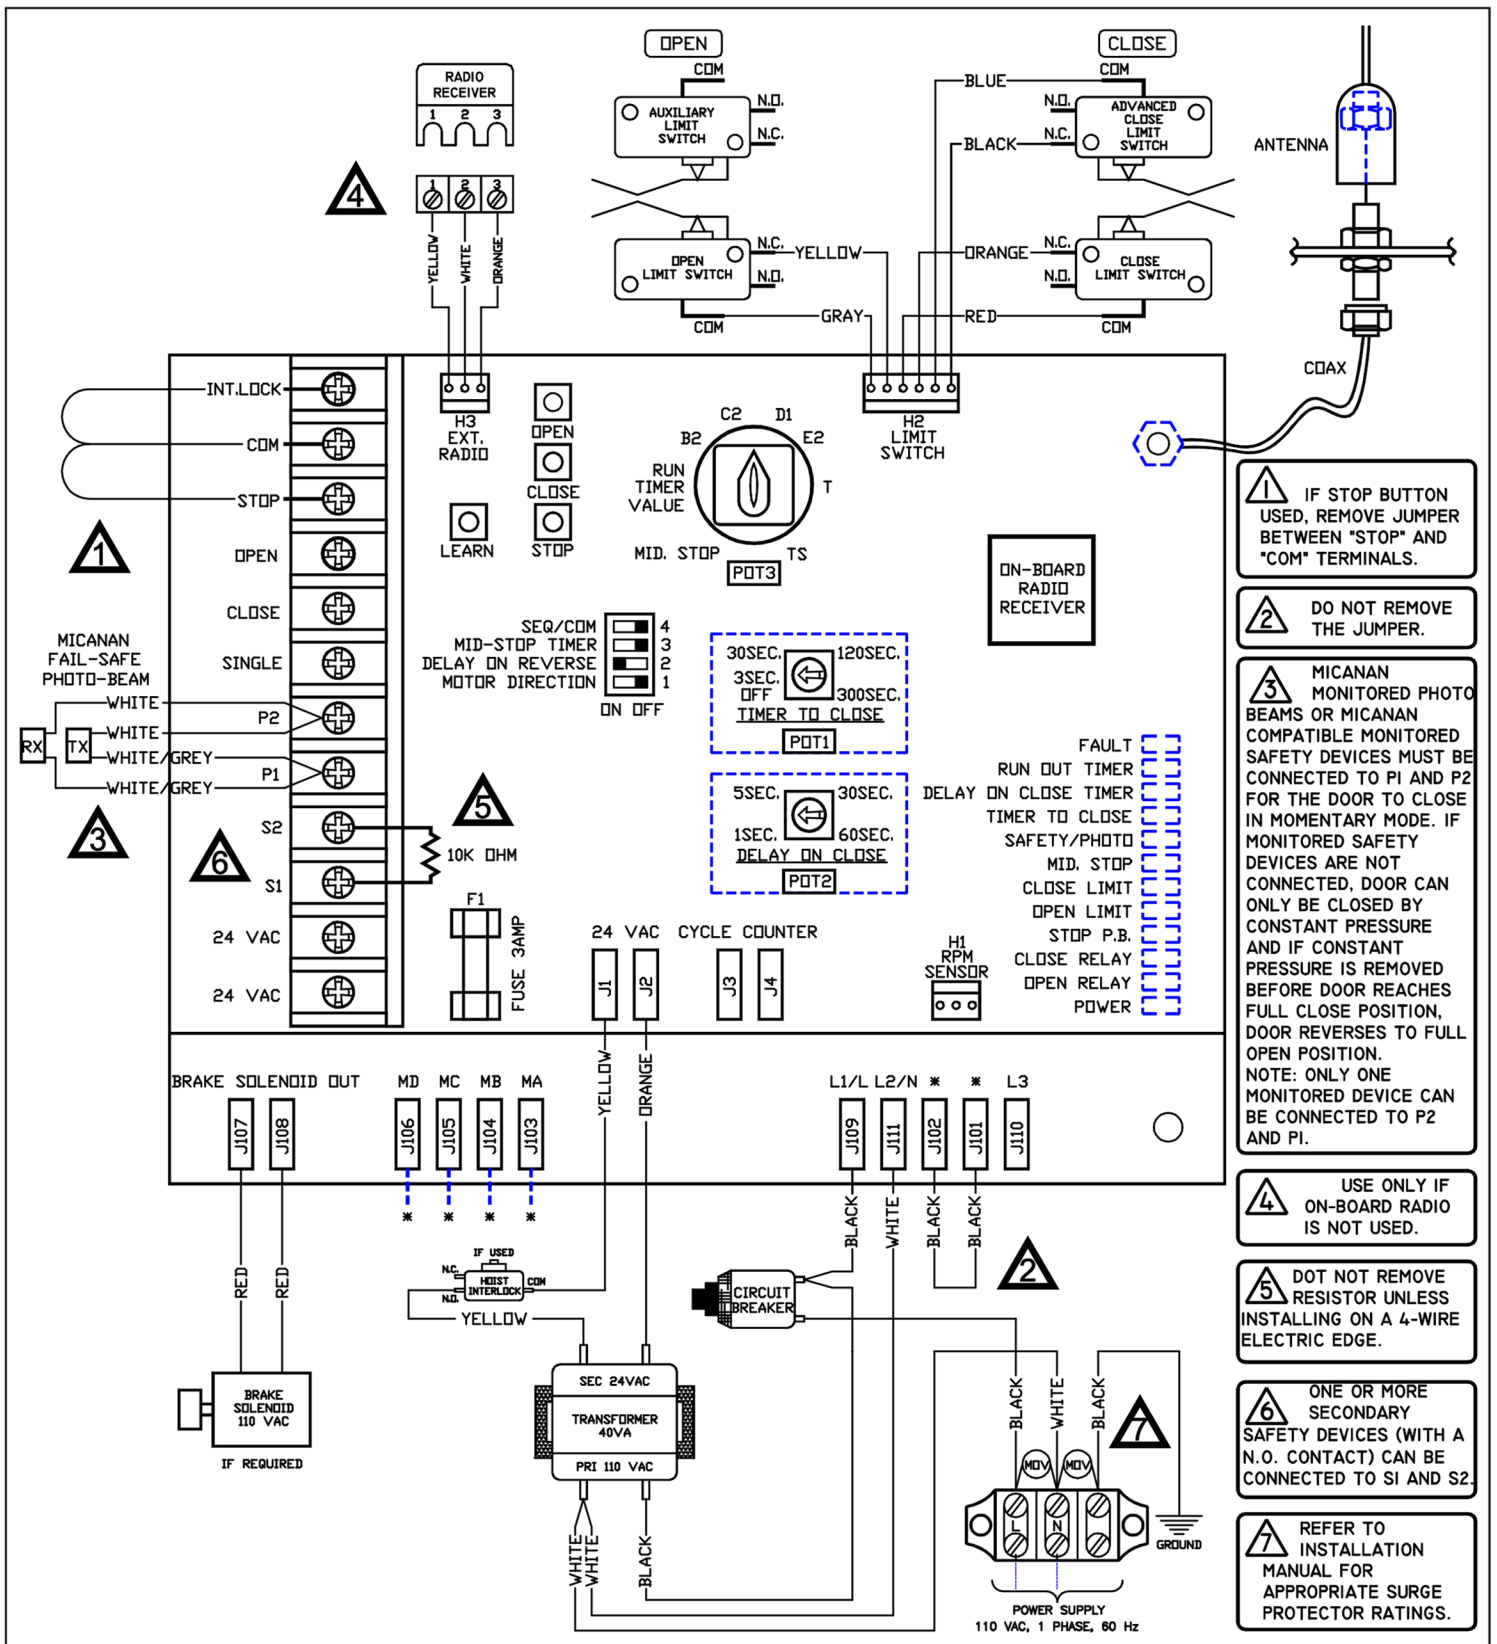 OPEN
CLOSE
RADIO
RECEIVER
1 2 3
COM
AUXILIARY
LIMIT
SWITCH
N.O.
N.C.
BLUE
BLACK
COM
N.O.
N.C.
ADVANCED
CLOSE
LIMIT
SWITCH
ANTENNA
4
1 2 3
YELLOW
WHITE
ORANGE
OPEN
LIMIT SWITCH
N.C.
N.O.
COM
YELLOW
GRAY
ORANGE
RED
N.C.
N.O.
CLOSE
LIMIT SWITCH
COM
COAX
INT.LOCK
COM
STOP
OPEN
CLOSE
SINGLE
P2
P1
S2
S1
24 VAC
24 VAC
1
MICANAN
FAIL-SAFE
PHOTO-BEAM
WHITE
WHITE
WHITE/GREY
WHITE/GREY
RX
TX
3
6
5
10K OHM
F1
FUSE 3AMP
H3
EXT.
RADIO
OPEN
CLOSE
STOP
LEARN
RUN
TIMER
VALUE
B2
C2
D1
E2
T
TS
MID. STOP
POT3
H2
LIMIT
SWITCH
ON-BOARD
RADIO
RECEIVER
SEQ/COM 4
MID-STOP TIMER 3
DELAY ON REVERSE 2
MOTOR DIRECTION 1
ON OFF
30SEC. 120SEC.
3SEC.
OFF 300SEC.
TIMER TO CLOSE
POT1
5SEC. 30SEC.
1SEC. 60SEC.
DELAY ON CLOSE
POT2
FAULT
RUN OUT TIMER
DELAY ON CLOSE TIMER
TIMER TO CLOSE
SAFETY/PHOTO
MID. STOP
CLOSE LIMIT
OPEN LIMIT
STOP P.B.
CLOSE RELAY
OPEN RELAY
POWER
24 VAC CYCLE COUNTER
J1
J2
J3
J4
H1
RPM
SENSOR
BRAKE SOLENOID OUT
J107
J108
MD MC MB MA
J106
J105
J104
J103
* * * *
YELLOW
ORANGE
L1/L L2/N * * L3
J109
J111
J102
J101
J110
BLACK
WHITE
BLACK
BLACK
2
RED
RED
BRAKE
SOLENOID
110 VAC
IF REQUIRED
IF USED
N.C.
N.O.
HOIST
INTERLOCK
COM
YELLOW
SEC 24VAC
TRANSFORMER
40VA
PRI 110 VAC
WHITE
WHITE
BLACK
CIRCUIT
BREAKER
BLACK
WHITE
BLACK
7
MOV
MOV
L
N
GROUND
POWER SUPPLY
110 VAC, 1 PHASE, 60 Hz
1 IF STOP BUTTON
USED, REMOVE JUMPER
BETWEEN "STOP" AND
"COM" TERMINALS.
2 DO NOT REMOVE
THE JUMPER.
3 MICANAN
MONITORED PHOTO
BEAMS OR MICANAN
COMPATIBLE MONITORED
SAFETY DEVICES MUST BE
CONNECTED TO P1 AND P2
FOR THE DOOR TO CLOSE
IN MOMENTARY MODE. IF
MONITORED SAFETY
DEVICES ARE NOT
CONNECTED, DOOR CAN
ONLY BE CLOSED BY
CONSTANT PRESSURE
AND IF CONSTANT
PRESSURE IS REMOVED
BEFORE DOOR REACHES
FULL CLOSE POSITION,
DOOR REVERSES TO FULL
OPEN POSITION.
NOTE: ONLY ONE
MONITORED DEVICE CAN
BE CONNECTED TO P2
AND P1.
4 USE ONLY IF
ON-BOARD RADIO
IS NOT USED.
5 DOT NOT REMOVE
RESISTOR UNLESS
INSTALLING ON A 4-WIRE
ELECTRIC EDGE.
6 ONE OR MORE
SECONDARY
SAFETY DEVICES (WITH A
N.O. CONTACT) CAN BE
CONNECTED TO S1 AND S2.
7 REFER TO
INSTALLATION
MANUAL FOR
APPROPRIATE SURGE
PROTECTOR RATINGS.